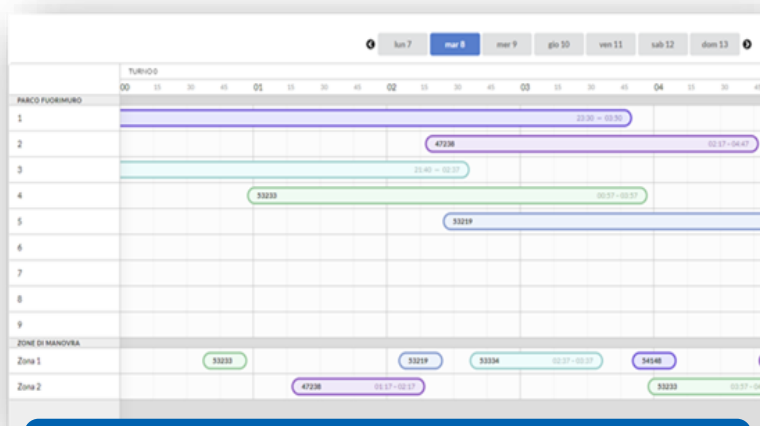 lun 7 mar 8 mer 9 gio 10 ven 11 sab 12 dom 13
TURNO 0
00 15 30 45 01 15 30 45 02 15 30 45 03 15 30 45 04 15 30
PARCO FUORIMURO
1 23:30 – 03:50
2 47238 02:17 – 04:47
3 21:40 – 02:37
4 53233 00:57 – 03:57
5 53219
6
7
8
9
ZONE DI MANOVRA
Zona 1 53233 53219 53334 02:37 – 03:37 54148
Zona 2 47238 01:17 – 02:17 53233